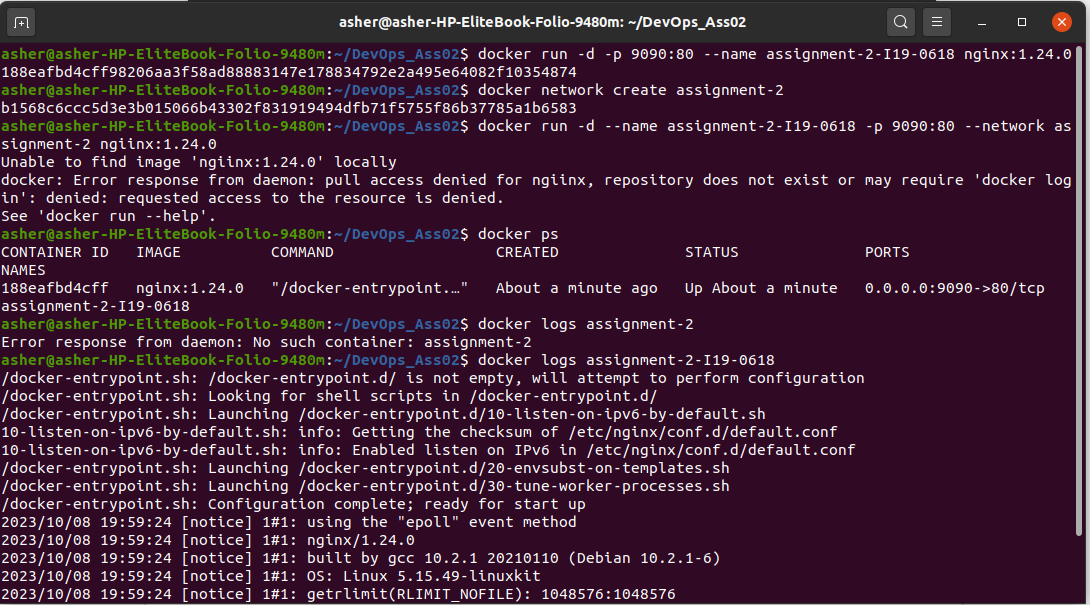 asher@asher-HP-EliteBook-Folio-9480m: ~/DevOps_Ass02
asher@asher-HP-EliteBook-Folio-9480m:~/DevOps_Ass02$ docker run -d -p 9090:80 --name assignment-2-I19-0618 nginx:1.24.0
188eafbd4cff98206aa3f58ad88883147e178834792e2a495e64082f10354874
asher@asher-HP-EliteBook-Folio-9480m:~/DevOps_Ass02$ docker network create assignment-2
b1568c6ccc5d3e3b015066b43302f831919494dfb71f5755f86b37785a1b6583
asher@asher-HP-EliteBook-Folio-9480m:~/DevOps_Ass02$ docker run -d --name assignment-2-I19-0618 -p 9090:80 --network as
signment-2 ngiinx:1.24.0
Unable to find image 'ngiinx:1.24.0' locally
docker: Error response from daemon: pull access denied for ngiinx, repository does not exist or may require 'docker log
in': denied: requested access to the resource is denied.
See 'docker run --help'.
asher@asher-HP-EliteBook-Folio-9480m:~/DevOps_Ass02$ docker ps
CONTAINER ID   IMAGE          COMMAND                  CREATED              STATUS              PORTS
NAMES
188eafbd4cff   nginx:1.24.0   "/docker-entrypoint.…"   About a minute ago   Up About a minute   0.0.0.0:9090->80/tcp
assignment-2-I19-0618
asher@asher-HP-EliteBook-Folio-9480m:~/DevOps_Ass02$ docker logs assignment-2
Error response from daemon: No such container: assignment-2
asher@asher-HP-EliteBook-Folio-9480m:~/DevOps_Ass02$ docker logs assignment-2-I19-0618
/docker-entrypoint.sh: /docker-entrypoint.d/ is not empty, will attempt to perform configuration
/docker-entrypoint.sh: Looking for shell scripts in /docker-entrypoint.d/
/docker-entrypoint.sh: Launching /docker-entrypoint.d/10-listen-on-ipv6-by-default.sh
10-listen-on-ipv6-by-default.sh: info: Getting the checksum of /etc/nginx/conf.d/default.conf
10-listen-on-ipv6-by-default.sh: info: Enabled listen on IPv6 in /etc/nginx/conf.d/default.conf
/docker-entrypoint.sh: Launching /docker-entrypoint.d/20-envsubst-on-templates.sh
/docker-entrypoint.sh: Launching /docker-entrypoint.d/30-tune-worker-processes.sh
/docker-entrypoint.sh: Configuration complete; ready for start up
2023/10/08 19:59:24 [notice] 1#1: using the "epoll" event method
2023/10/08 19:59:24 [notice] 1#1: nginx/1.24.0
2023/10/08 19:59:24 [notice] 1#1: built by gcc 10.2.1 20210110 (Debian 10.2.1-6)
2023/10/08 19:59:24 [notice] 1#1: OS: Linux 5.15.49-linuxkit
2023/10/08 19:59:24 [notice] 1#1: getrlimit(RLIMIT_NOFILE): 1048576:1048576